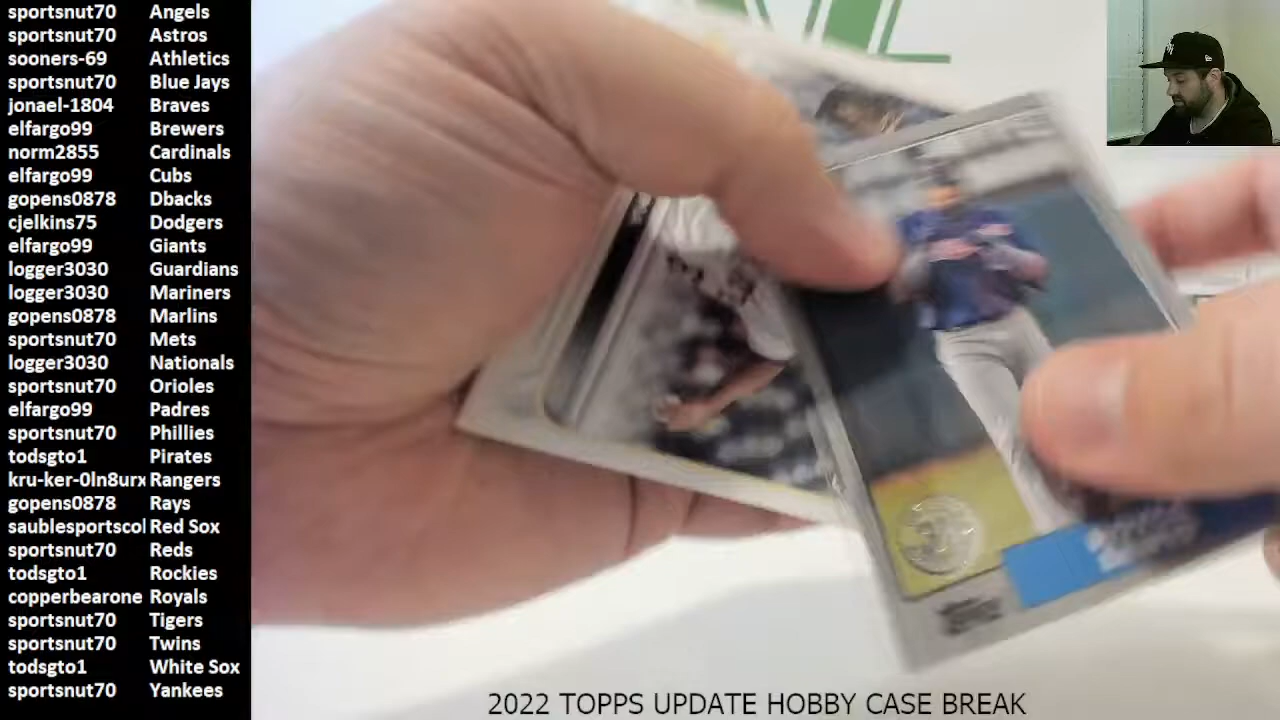 sportsnut70 Angels
sportsnut70 Astros
sooners-69 Athletics
sportsnut70 Blue Jays
jonael-1804 Braves
elfargo99 Brewers
norm2855 Cardinals
elfargo99 Cubs
gopens0878 Dbacks
cjelkins75 Dodgers
elfargo99 Giants
logger3030 Guardians
logger3030 Mariners
gopens0878 Marlins
sportsnut70 Mets
logger3030 Nationals
sportsnut70 Orioles
elfargo99 Padres
sportsnut70 Phillies
todsgto1 Pirates
kru-ker-0ln8urx Rangers
gopens0878 Rays
saublesportscol Red Sox
sportsnut70 Reds
todsgto1 Rockies
copperbearone Royals
sportsnut70 Tigers
sportsnut70 Twins
todsgto1 White Sox
sportsnut70 Yankees
2022 TOPPS UPDATE HOBBY CASE BREAK